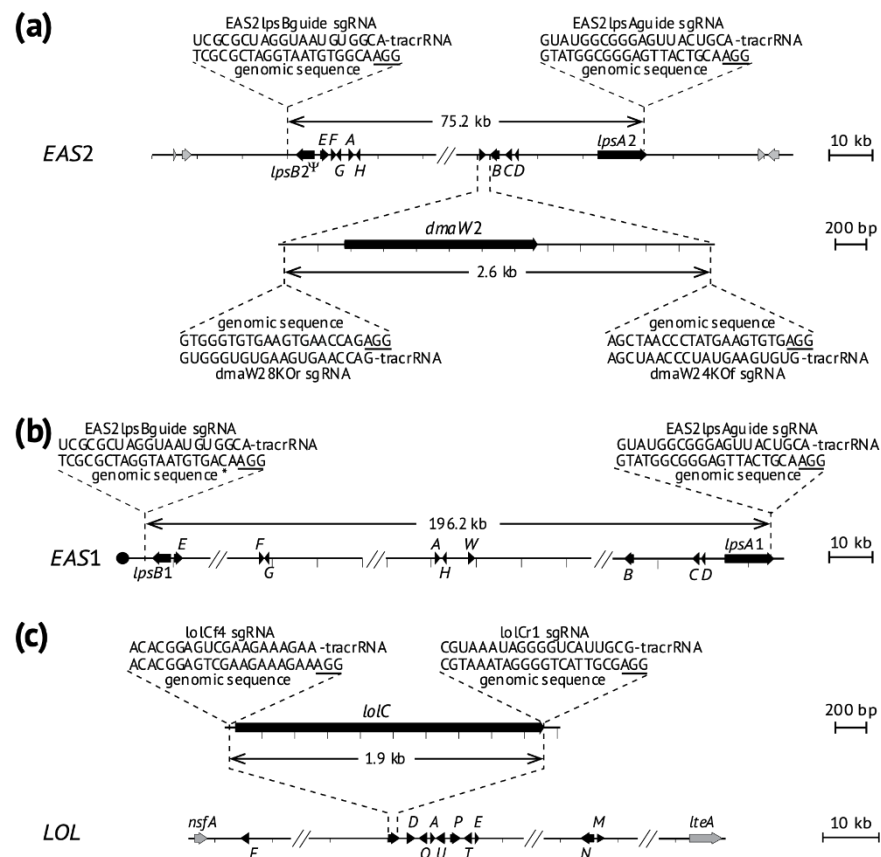 (a)
EAS2lpsBguide sgRNA
UCGCGCUAGGUAAUGUGGCA-tracrRNA
TCGCGCTAGGTAATGTGGCAAGG
genomic sequence
EAS2lpsAguide sgRNA
GUAUGGCGGGAGUUACUGCA-tracrRNA
GTATGGCGGGAGTTACTGCAAGG
genomic sequence
75.2 kb
EAS2
lpsB2Ψ
E F A
G H
B C D
lpsA2
10 kb
dmaW2
200 bp
2.6 kb
genomic sequence
GTGGGTGTGAAGTGAACCAGAGG
GUGGGUGUGAAGUGAACCAG-tracrRNA
dmaW28KOr sgRNA
genomic sequence
AGCTAACCCTATGAAGTGTGAGG
AGCUAACCCUAUGAAGUGUG-tracrRNA
dmaW24KOf sgRNA
(b)
EAS2lpsBguide sgRNA
UCGCGCUAGGUAAUGUGGCA-tracrRNA
TCGCGCTAGGTAATGTGACAAGG
genomic sequence *
EAS2lpsAguide sgRNA
GUAUGGCGGGAGUUACUGCA-tracrRNA
GTATGGCGGGAGTTACTGCAAGG
genomic sequence
196.2 kb
EAS1
lpsB1
E F A W
G H B C D
lpsA1
10 kb
(c)
lolCf4 sgRNA
ACACGGAGUCGAAGAAAGAA-tracrRNA
ACACGGAGTCGAAGAAAGAAAGG
genomic sequence
lolCr1 sgRNA
CGUAAAUAGGGGUCAUUGCG-tracrRNA
CGTAAATAGGGGTCATTGCGAGG
genomic sequence
lolC
200 bp
1.9 kb
LOL
nsfA
F
D A P E
O U T
M
N
lteA
10 kb